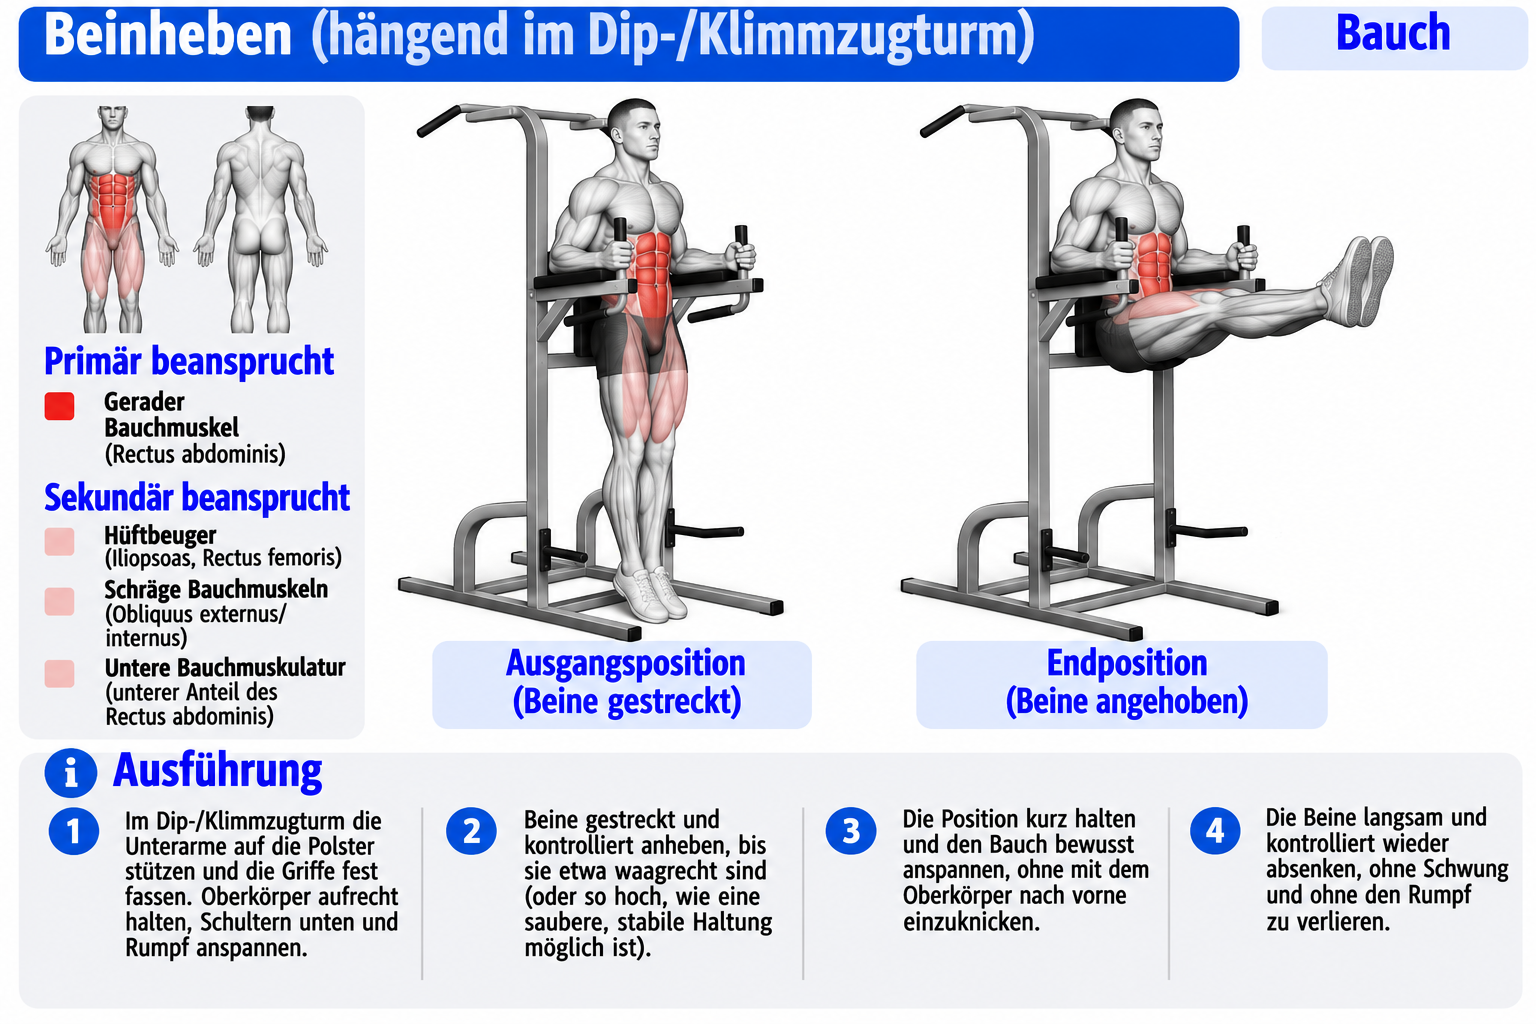 Beinheben (hängend im Dip-/Klimmzugturm)
Bauch
Primär beansprucht
Gerader
Bauchmuskel
(Rectus abdominis)
Sekundär beansprucht
Hüftbeuger
(Iliopsoas, Rectus femoris)
Schräge Bauchmuskeln
(Obliquus externus/
internus)
Untere Bauchmuskulatur
(unterer Anteil des
Rectus abdominis)
Ausgangsposition
(Beine gestreckt)
Endposition
(Beine angehoben)
i Ausführung
1
Im Dip-/Klimmzugturm die
Unterarme auf die Polster
stützen und die Griffe fest
fassen. Oberkörper aufrecht
halten, Schultern unten und
Rumpf anspannen.
2
Beine gestreckt und
kontrolliert anheben, bis
sie etwa waagrecht sind
(oder so hoch, wie eine
saubere, stabile Haltung
möglich ist).
3
Die Position kurz halten
und den Bauch bewusst
anspannen, ohne mit dem
Oberkörper nach vorne
einzuknicken.
4
Die Beine langsam und
kontrolliert wieder
absenken, ohne Schwung
und ohne den Rumpf
zu verlieren.